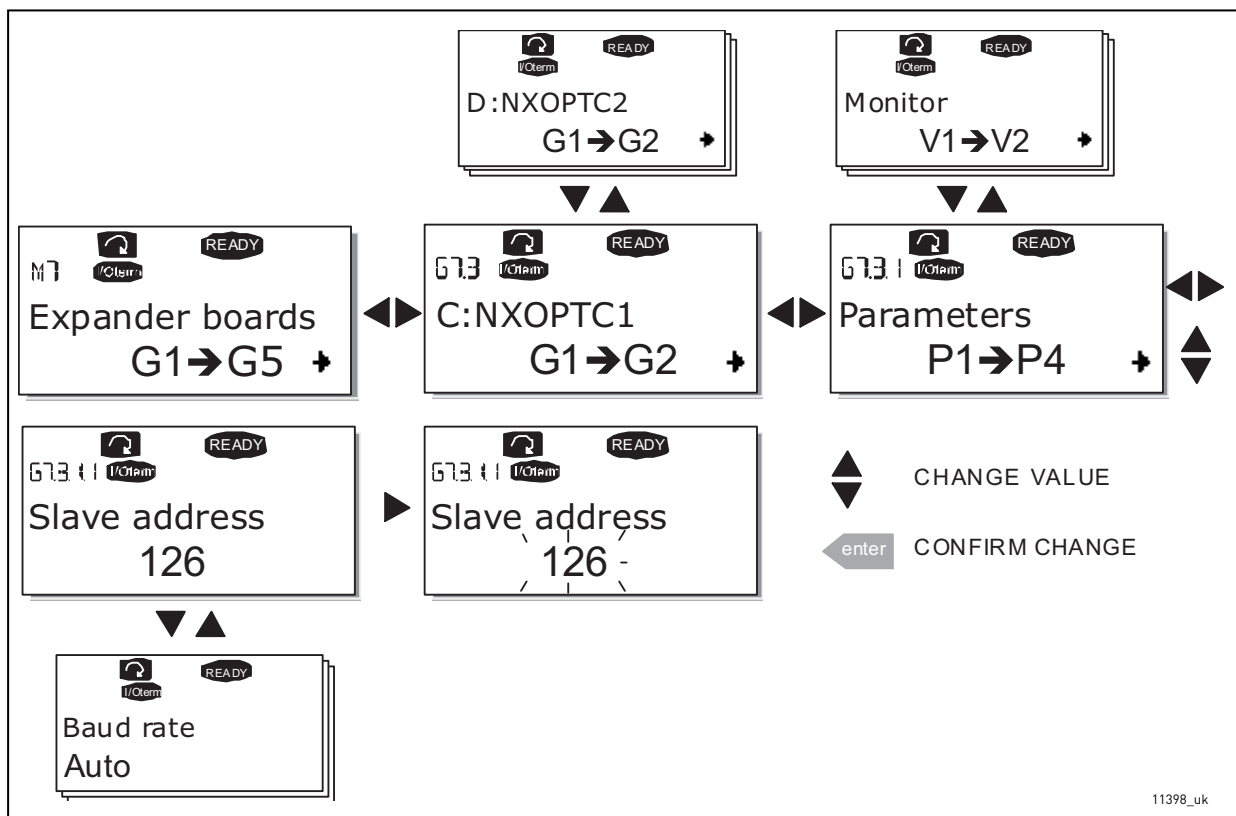 READY
I/Oterm
D:NXOPTC2
G1➔G2
READY
I/Oterm
Monitor
V1➔V2
READY
M7 I/Oterm
Expander boards
G1➔G5
READY
G7.3 I/Oterm
C:NXOPTC1
G1➔G2
READY
G7.3.1 I/Oterm
Parameters
P1➔P4
READY
G7.3.1.1 I/Oterm
Slave address
126
READY
G7.3.1.1 I/Oterm
Slave address
126
CHANGE VALUE
enter CONFIRM CHANGE
READY
I/Oterm
Baud rate
Auto
11398_uk